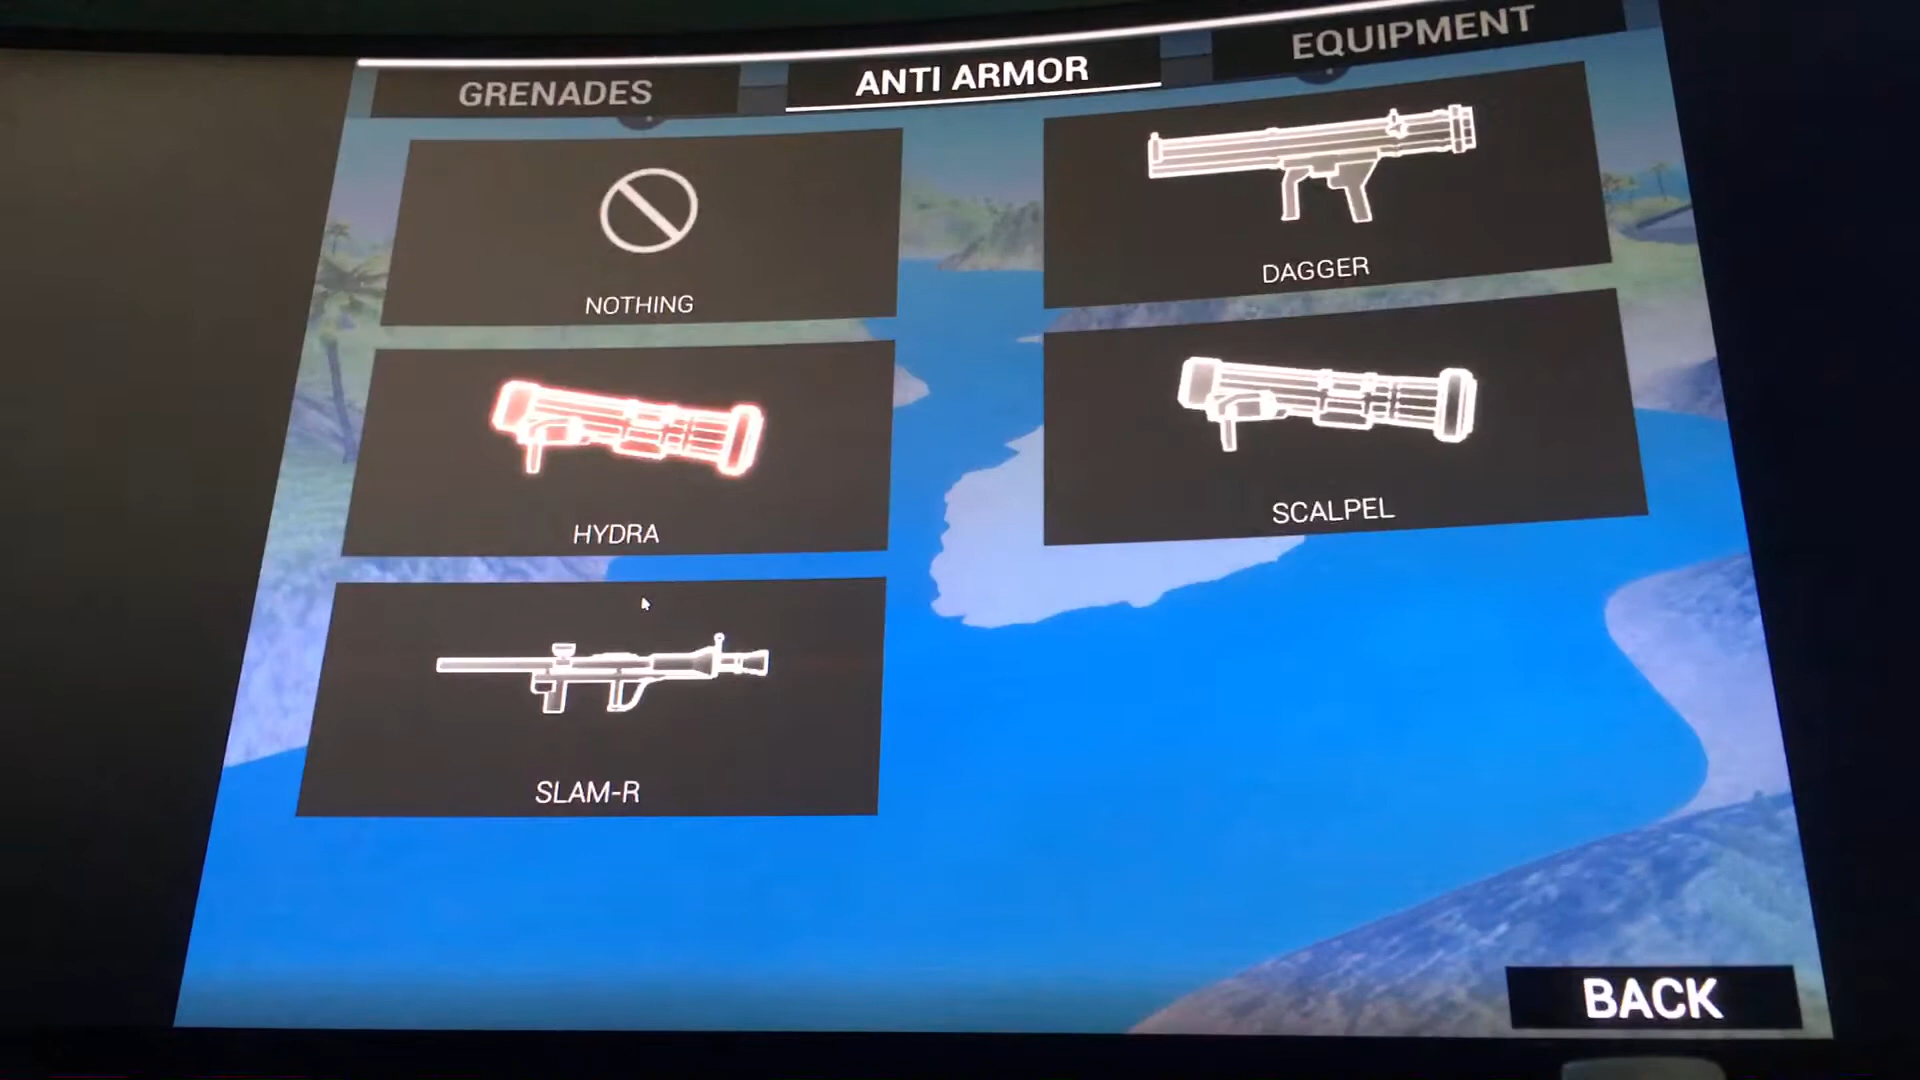 GRENADES
ANTI ARMOR
EQUIPMENT
NOTHING
DAGGER
HYDRA
SCALPEL
SLAM-R
BACK